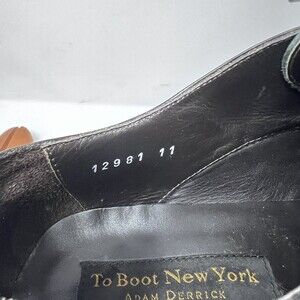 12981 11
To Boot New York
ADAM DERRICK